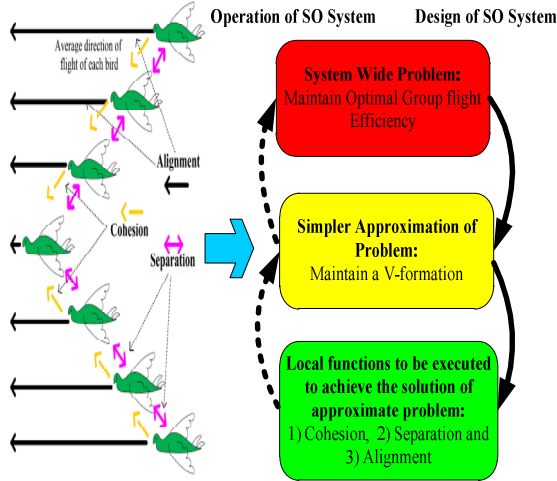 Operation of SO System
Design of SO System
Average direction of
flight of each bird
Alignment
Cohesion
Separation
System Wide Problem:
Maintain Optimal Group flight
Efficiency
Simpler Approximation of
Problem:
Maintain a V-formation
Local functions to be executed
to achieve the solution of
approximate problem:
1) Cohesion, 2) Separation and
3) Alignment